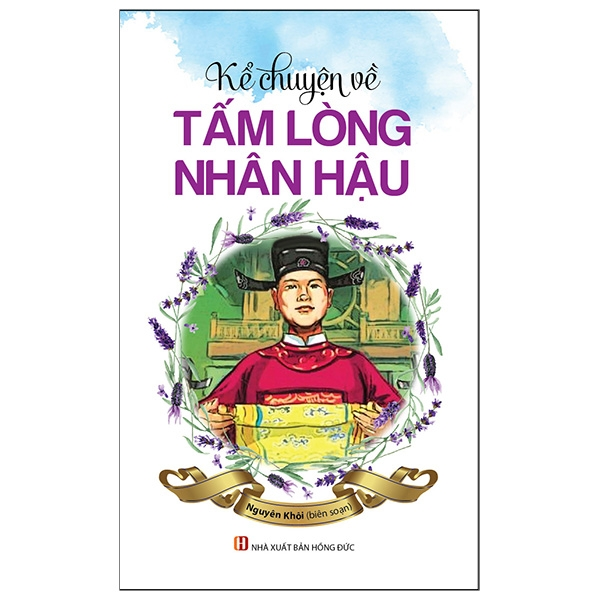 Kể chuyện về
TẤM LÒNG
NHÂN HẬU
Nguyên Khôi (biên soạn)
H NHÀ XUẤT BẢN HỒNG ĐỨC